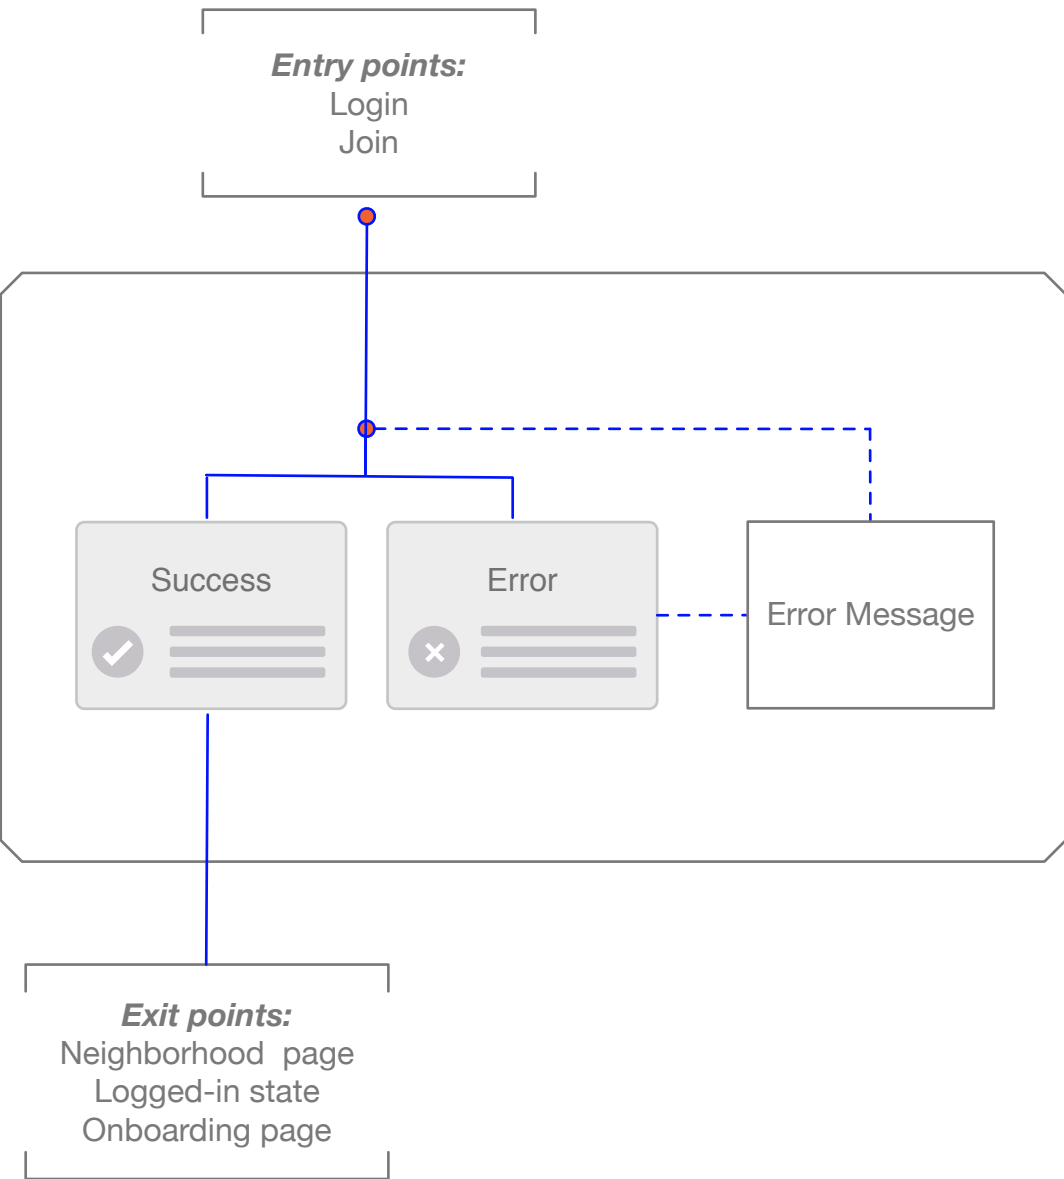 Entry points:
Login
Join
Success
Error
Error Message
Exit points:
Neighborhood page
Logged-in state
Onboarding page